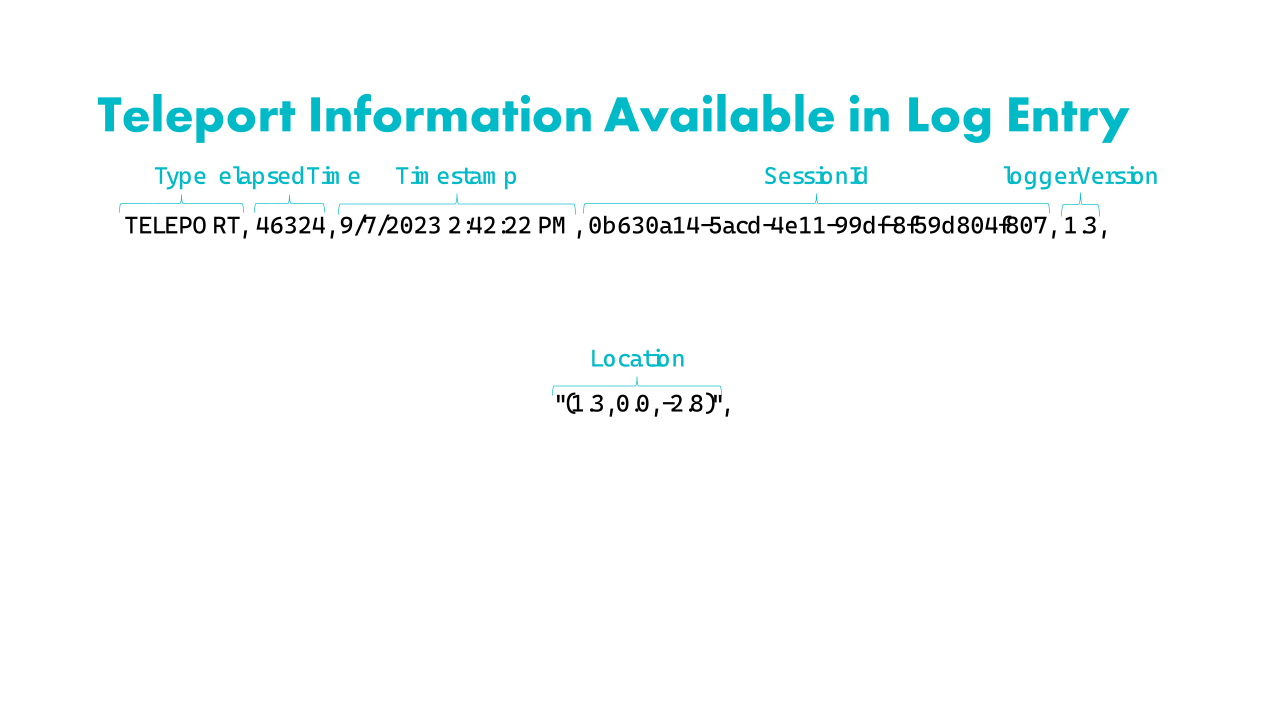 Teleport Information Available in Log Entry
Type elapsedTime Timestamp SessionId loggerVersion
TELEPORT,46324,9/7/2023 2:42:22 PM,0b630a14-5acd-4e11-99df-8f59d804f807,1.3,
Location
"(1.3,0.0,-2.8)",